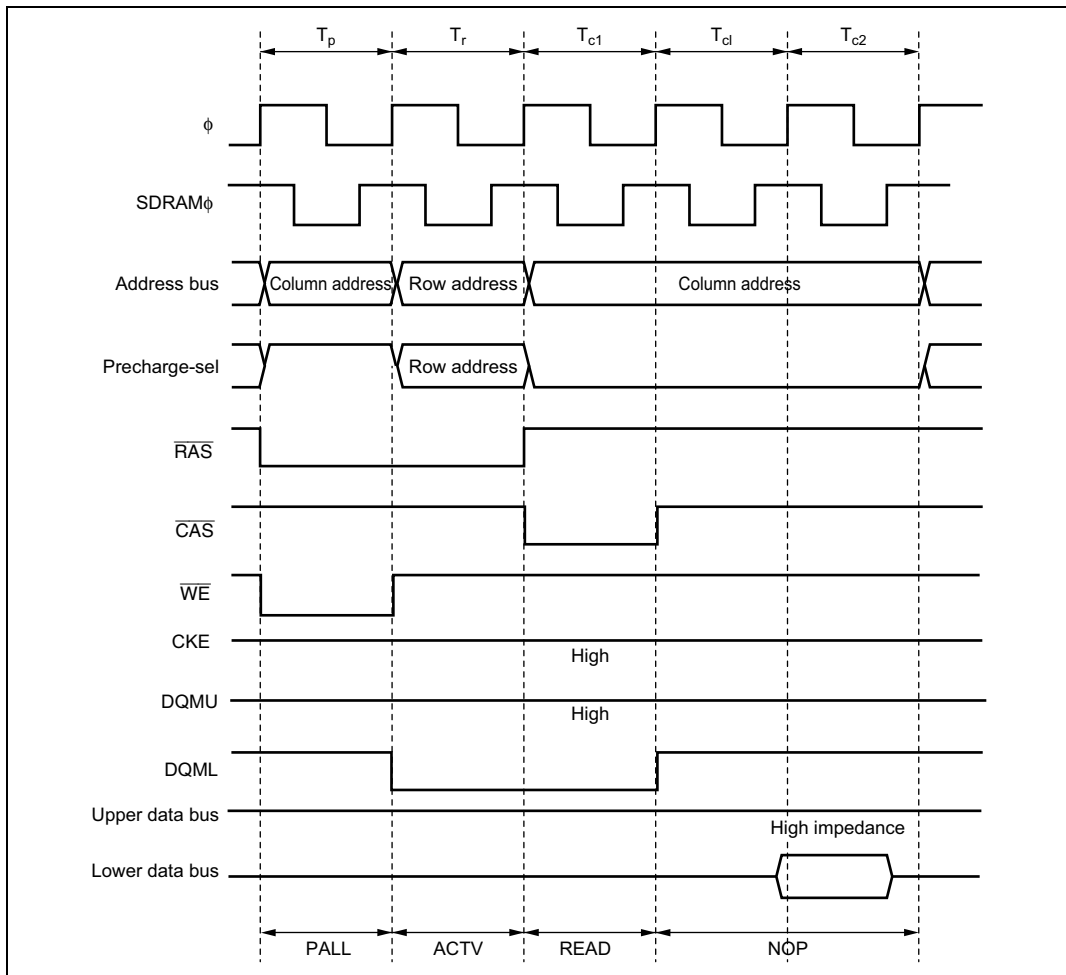 Tp Tr Tc1 Tcl Tc2
ϕ
SDRAMϕ
Address bus Column address Row address Column address
Precharge-sel Row address
RAS
CAS
WE
CKE
High
DQMU
High
DQML
Upper data bus
High impedance
Lower data bus
PALL ACTV READ NOP